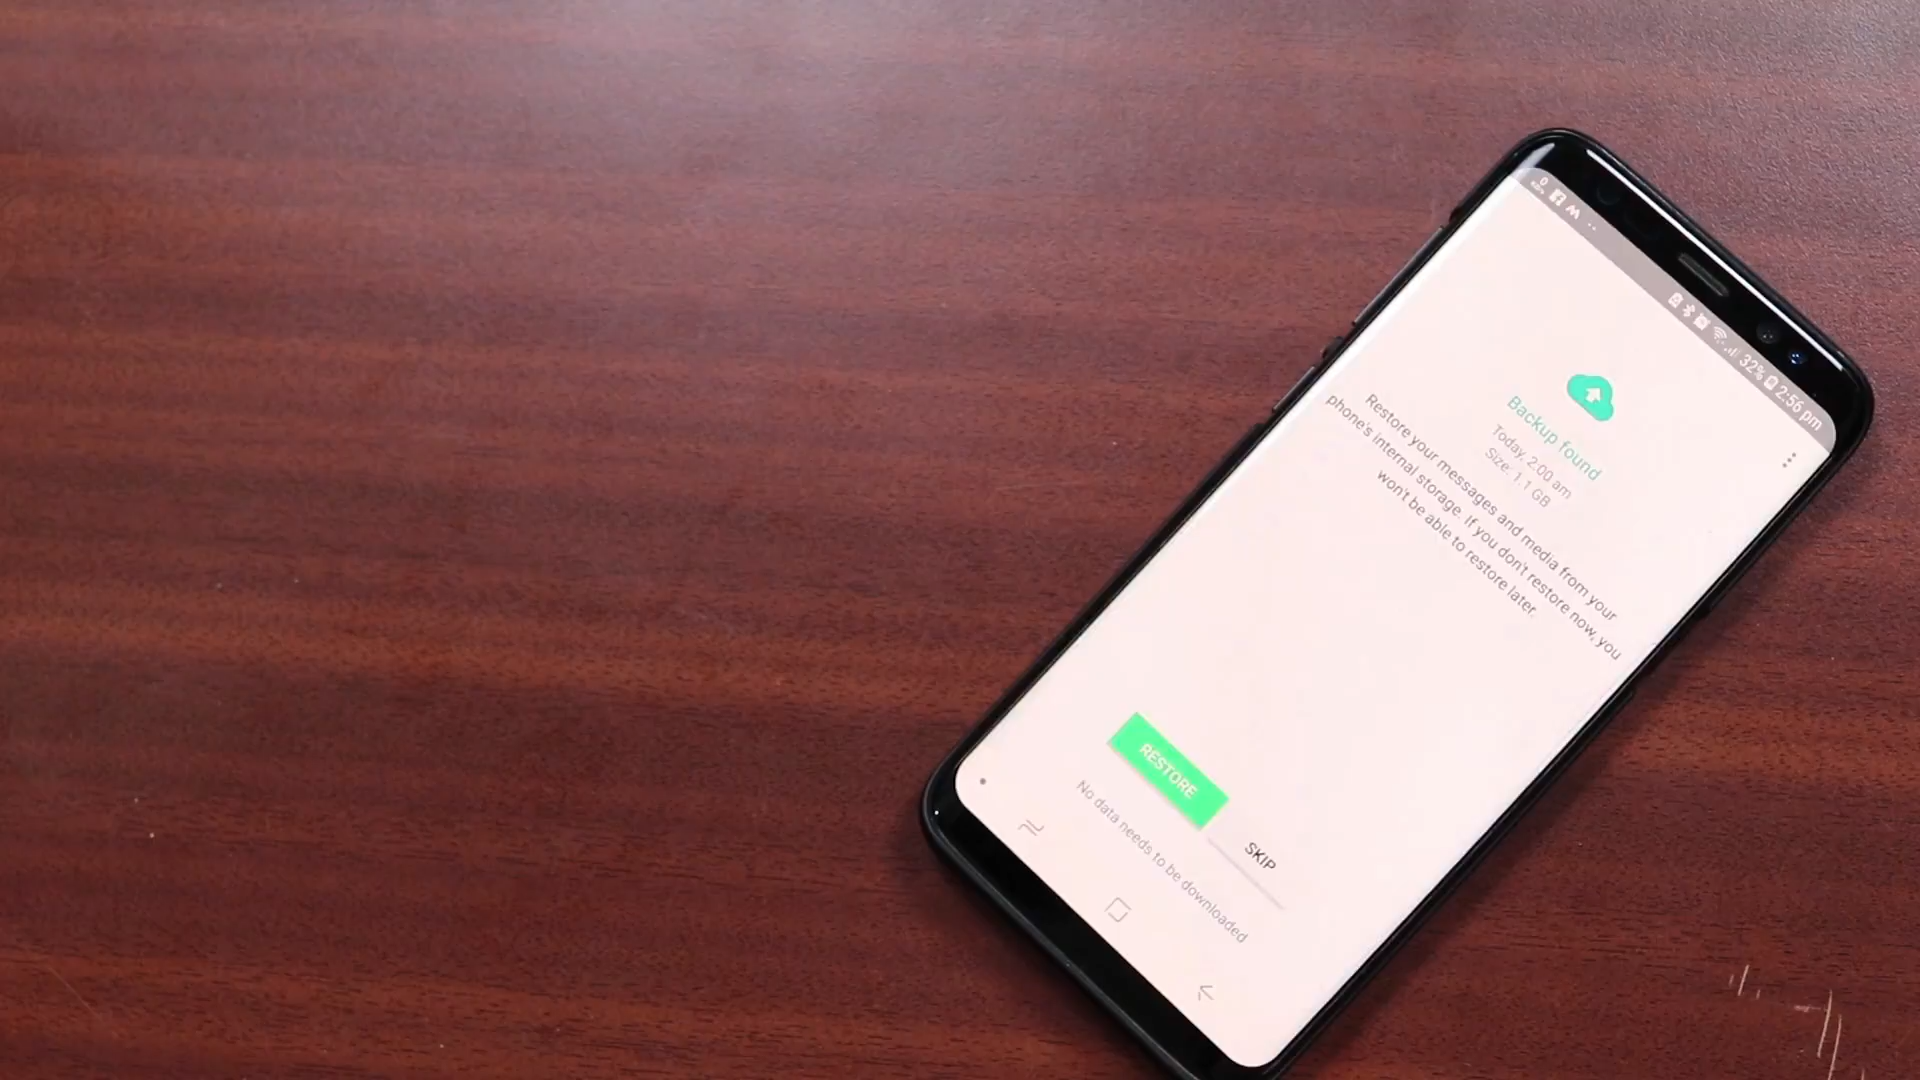 32% 2:56 pm
Backup found
Today, 2:00 am
Size: 1.1 GB
Restore your messages and media from your
phone's internal storage. If you don't restore now, you
won't be able to restore later.
RESTORE
SKIP
No data needs to be downloaded